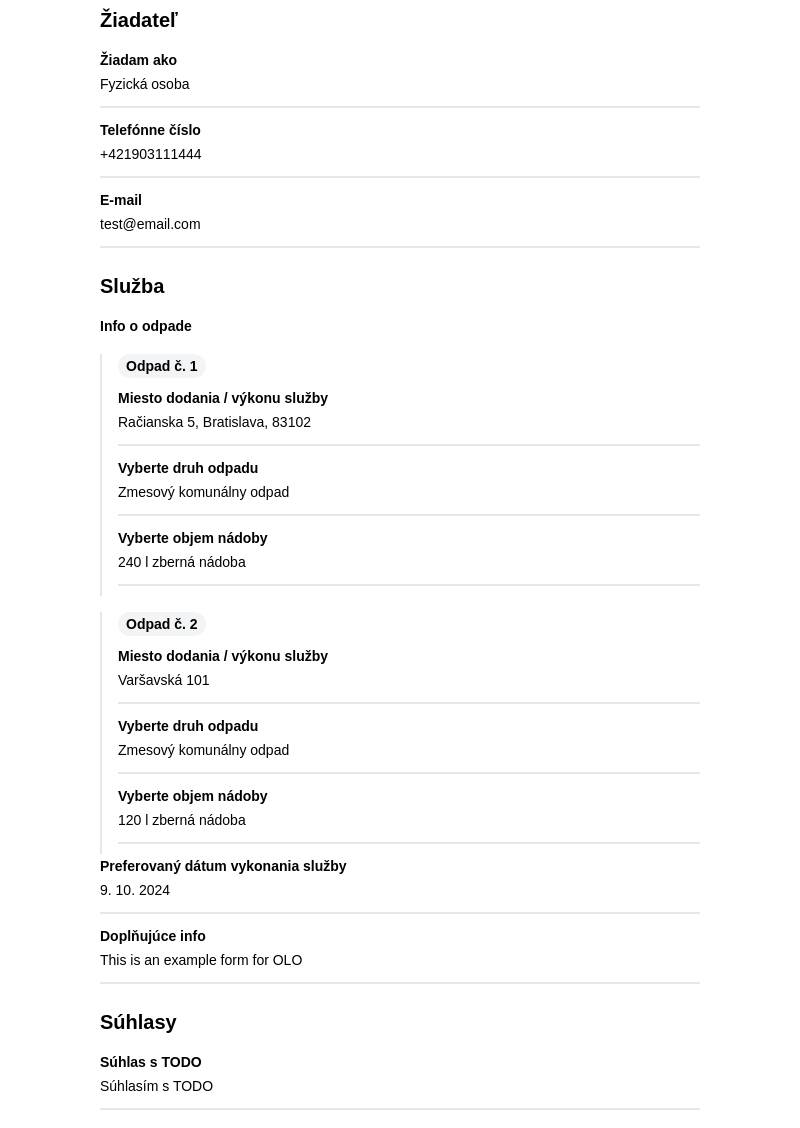 Žiadateľ
Žiadam ako
Fyzická osoba
Telefónne číslo
+421903111444
E-mail
test@email.com
Služba
Info o odpade
Odpad č. 1
Miesto dodania / výkonu služby
Račianska 5, Bratislava, 83102
Vyberte druh odpadu
Zmesový komunálny odpad
Vyberte objem nádoby
240 l zberná nádoba
Odpad č. 2
Miesto dodania / výkonu služby
Varšavská 101
Vyberte druh odpadu
Zmesový komunálny odpad
Vyberte objem nádoby
120 l zberná nádoba
Preferovaný dátum vykonania služby
9. 10. 2024
Doplňujúce info
This is an example form for OLO
Súhlasy
Súhlas s TODO
Súhlasím s TODO